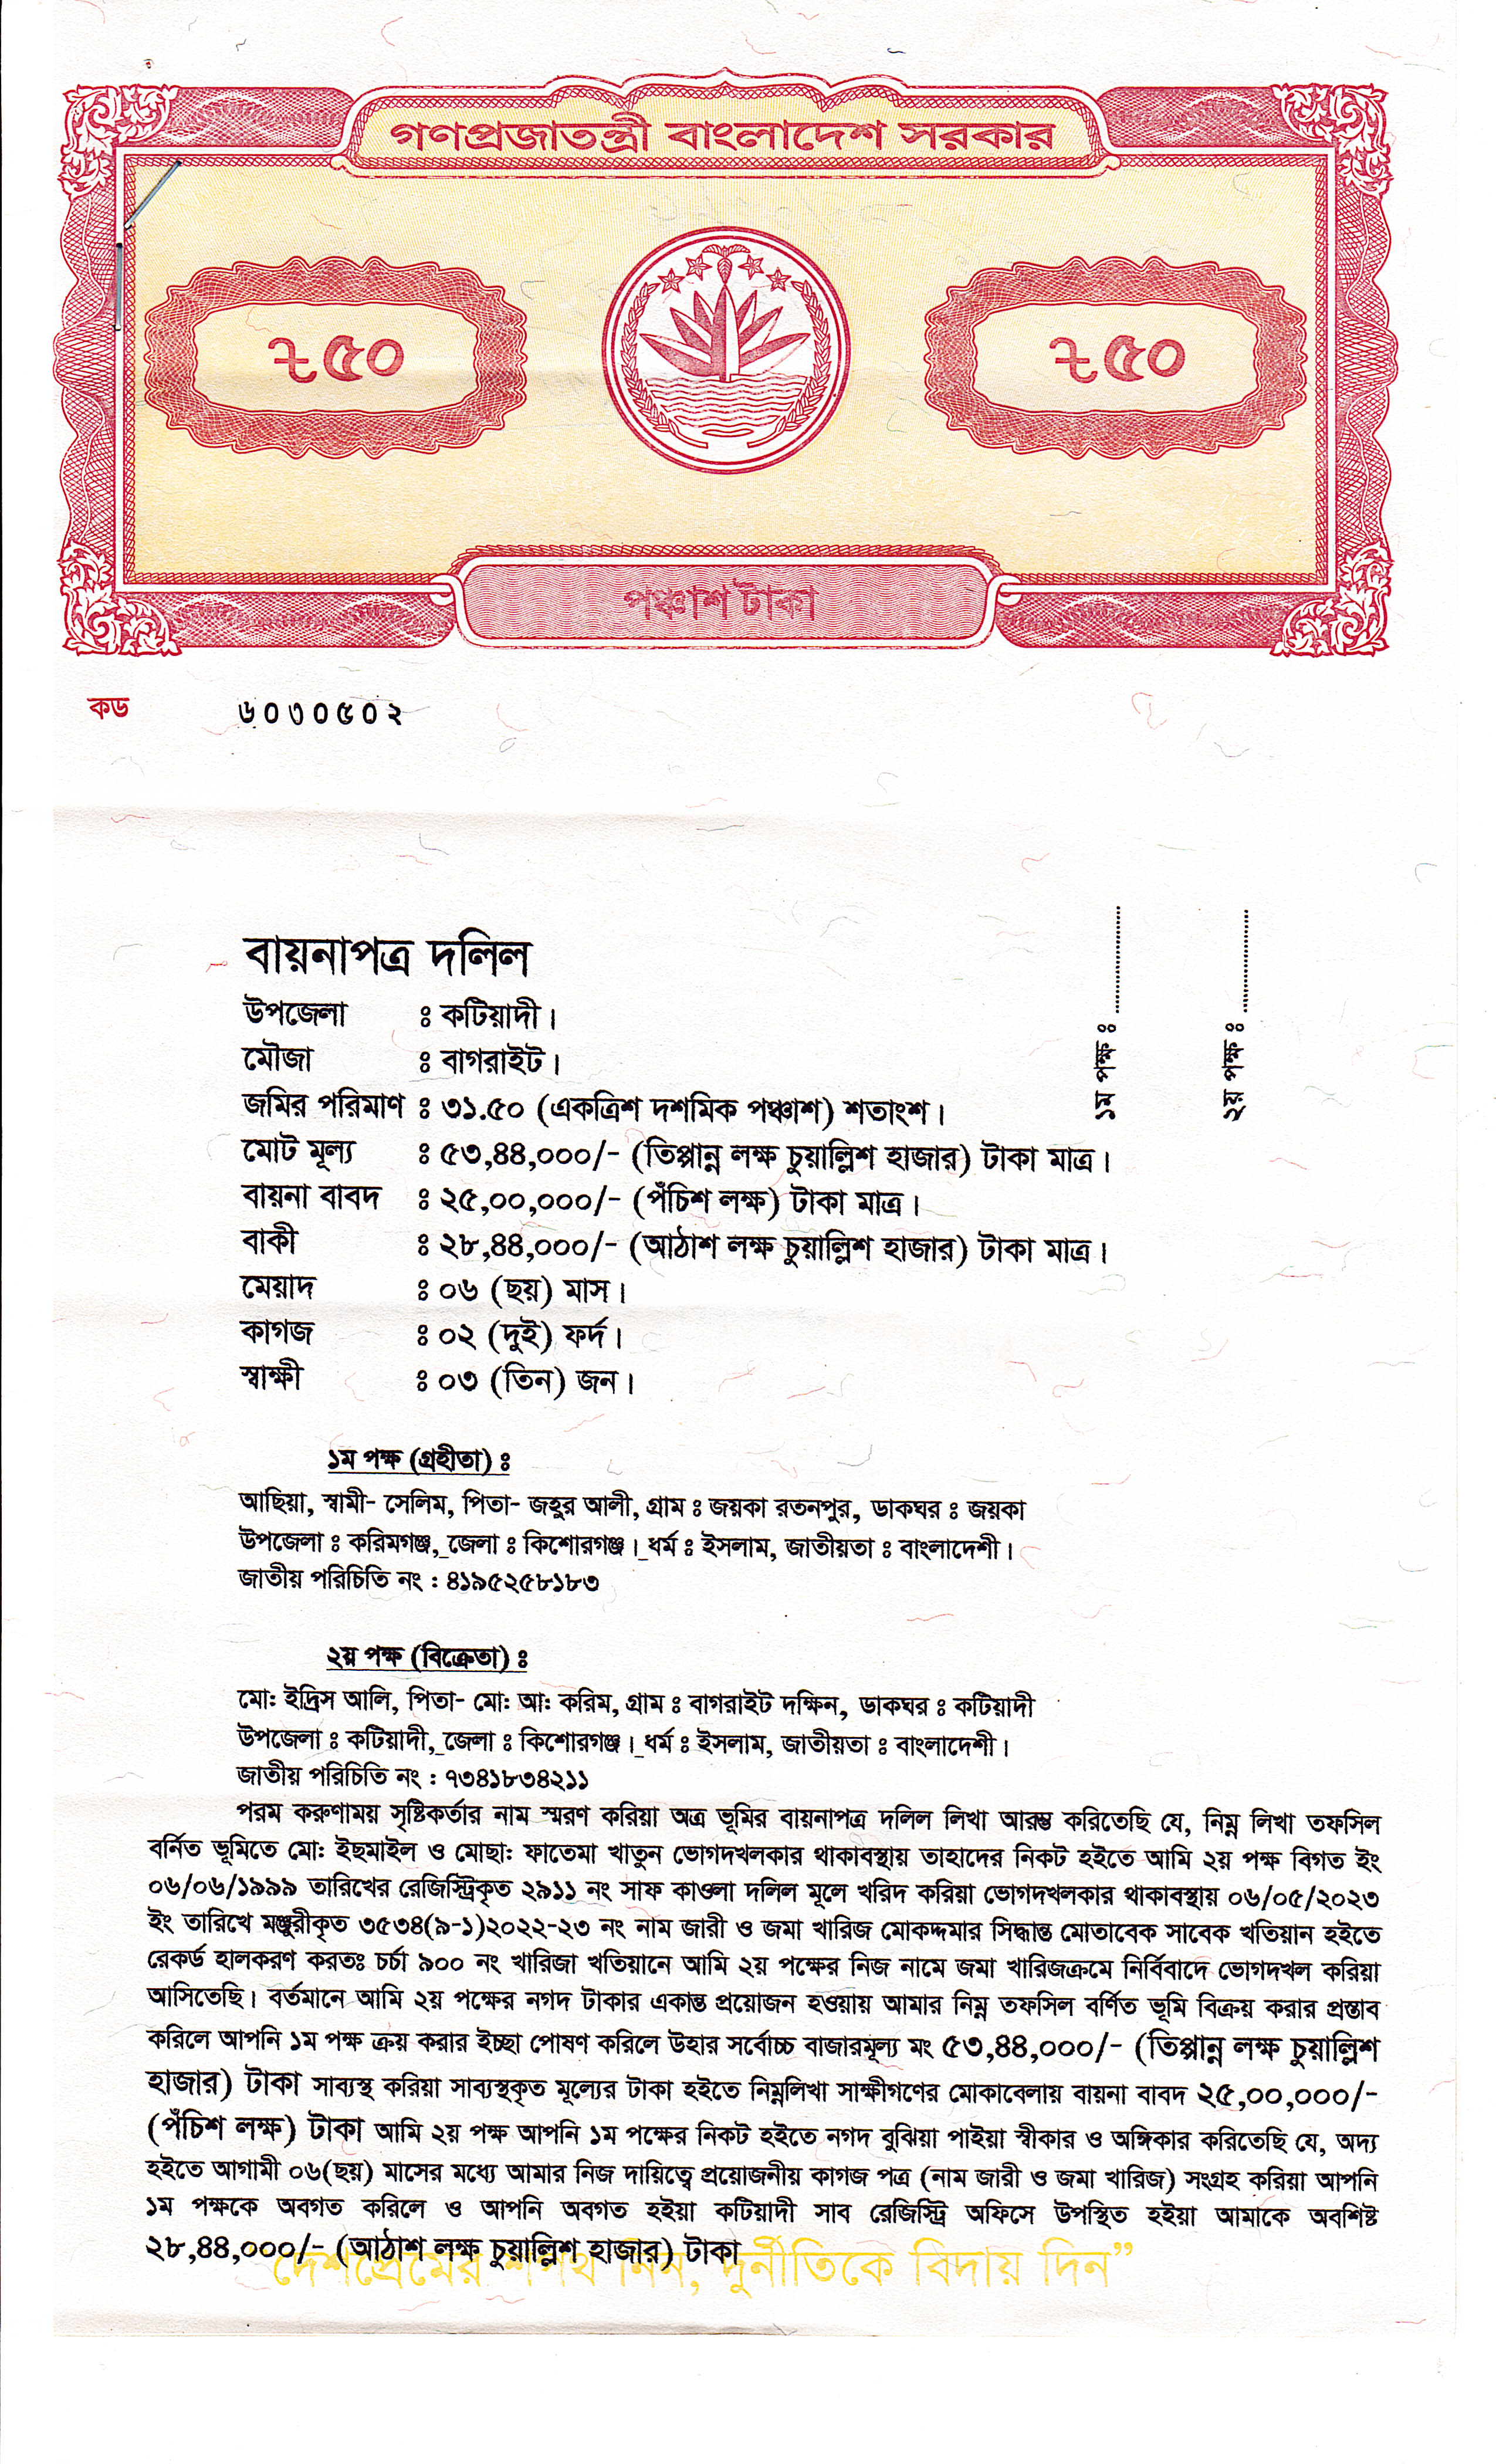 গণপ্রজাতন্ত্রী বাংলাদেশ সরকার
৳ ৫০
৳ ৫০
পঞ্চাশ টাকা
কড ৬০৩০৫০২
১ম পক্ষ ঃ ....................
২য় পক্ষ ঃ ....................
বায়নাপত্র দলিল
উপজেলা ঃ কটিয়াদী।
মৌজা ঃ বাগরাইট।
জমির পরিমাণ ঃ ৩১.৫০ (একত্রিশ দশমিক পঞ্চাশ) শতাংশ।
মোট মূল্য ঃ ৫৩,৪৪,০০০/- (তিপ্পান্ন লক্ষ চুয়াল্লিশ হাজার) টাকা মাত্র।
বায়না বাবদ ঃ ২৫,০০,০০০/- (পঁচিশ লক্ষ) টাকা মাত্র।
বাকী ঃ ২৮,৪৪,০০০/- (আঠাশ লক্ষ চুয়াল্লিশ হাজার) টাকা মাত্র।
মেয়াদ ঃ ০৬ (ছয়) মাস।
কাগজ ঃ ০২ (দুই) ফর্দ।
স্বাক্ষী ঃ ০৩ (তিন) জন।
১ম পক্ষ (গ্রহীতা) ঃ
আছিয়া, স্বামী- সেলিম, পিতা- জহুর আলী, গ্রাম ঃ জয়কা রতনপুর, ডাকঘর ঃ জয়কা
উপজেলা ঃ করিমগঞ্জ, জেলা ঃ কিশোরগঞ্জ। ধর্ম ঃ ইসলাম, জাতীয়তা ঃ বাংলাদেশী।
জাতীয় পরিচিতি নং : ৪১৯৫২৫৮১৮৩
২য় পক্ষ (বিক্রেতা) ঃ
মো: ইদ্রিস আলি, পিতা- মো: আ: করিম, গ্রাম ঃ বাগরাইট দক্ষিন, ডাকঘর ঃ কটিয়াদী
উপজেলা ঃ কটিয়াদী, জেলা ঃ কিশোরগঞ্জ। ধর্ম ঃ ইসলাম, জাতীয়তা ঃ বাংলাদেশী।
জাতীয় পরিচিতি নং : ৭৩৪১৮৩৪২১১
পরম করুণাময় সৃষ্টিকর্তার নাম স্মরণ করিয়া অত্র ভূমির বায়নাপত্র দলিল লিখা আরম্ভ করিতেছি যে, নিম্ন লিখা তফসিল
বর্নিত ভূমিতে মো: ইছমাইল ও মোছা: ফাতেমা খাতুন ভোগদখলকার থাকাবস্থায় তাহাদের নিকট হইতে আমি ২য় পক্ষ বিগত ইং
০৬/০৬/১৯৯৯ তারিখের রেজিস্ট্রিকৃত ২৯১১ নং সাফ কাওলা দলিল মূলে খরিদ করিয়া ভোগদখলকার থাকাবস্থায় ০৬/০৫/২০২৩
ইং তারিখে মঞ্জুরীকৃত ৩৫৩৪(৯-১)২০২২-২৩ নং নাম জারী ও জমা খারিজ মোকদ্দমার সিদ্ধান্ত মোতাবেক সাবেক খতিয়ান হইতে
রেকর্ড হালকরণ করতঃ চর্চা ৯০০ নং খারিজা খতিয়ানে আমি ২য় পক্ষের নিজ নামে জমা খারিজক্রমে নির্বিবাদে ভোগদখল করিয়া
আসিতেছি। বর্তমানে আমি ২য় পক্ষের নগদ টাকার একান্ত প্রয়োজন হওয়ায় আমার নিম্ন তফসিল বর্ণিত ভূমি বিক্রয় করার প্রস্তাব
করিলে আপনি ১ম পক্ষ ক্রয় করার ইচ্ছা পোষণ করিলে উহার সর্বোচ্চ বাজারমূল্য মং ৫৩,৪৪,০০০/- (তিপ্পান্ন লক্ষ চুয়াল্লিশ
হাজার) টাকা সাব্যস্থ করিয়া সাব্যস্থকৃত মূল্যের টাকা হইতে নিম্নলিখা সাক্ষীগণের মোকাবেলায় বায়না বাবদ ২৫,০০,০০০/-
(পঁচিশ লক্ষ) টাকা আমি ২য় পক্ষ আপনি ১ম পক্ষের নিকট হইতে নগদ বুঝিয়া পাইয়া স্বীকার ও অঙ্গিকার করিতেছি যে, অদ্য
হইতে আগামী ০৬(ছয়) মাসের মধ্যে আমার নিজ দায়িত্বে প্রয়োজনীয় কাগজ পত্র (নাম জারী ও জমা খারিজ) সংগ্রহ করিয়া আপনি
১ম পক্ষকে অবগত করিলে ও আপনি অবগত হইয়া কটিয়াদী সাব রেজিস্ট্রি অফিসে উপস্থিত হইয়া আমাকে অবশিষ্ট
২৮,৪৪,০০০/- (আঠাশ লক্ষ চুয়াল্লিশ হাজার) টাকা
দেশপ্রেমের শপথ নিন, দুর্নীতিকে বিদায় দিন”